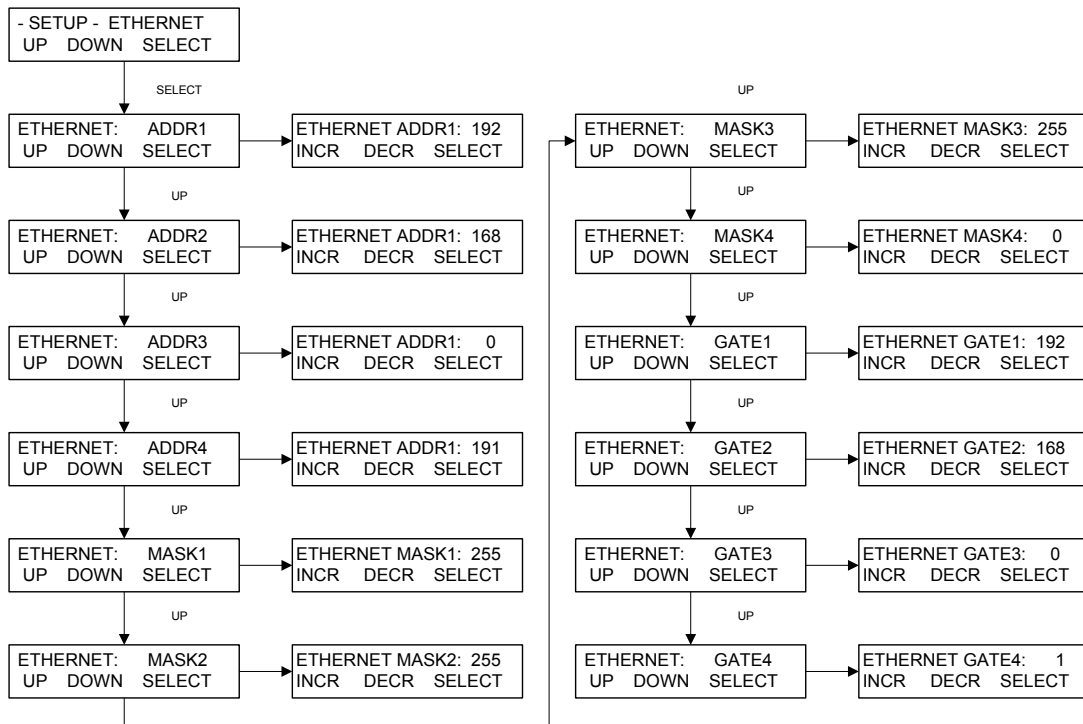 - SETUP - ETHERNET
UP DOWN SELECT
SELECT
ETHERNET: ADDR1
UP DOWN SELECT
ETHERNET ADDR1: 192
INCR DECR SELECT
UP
ETHERNET: ADDR2
UP DOWN SELECT
ETHERNET ADDR1: 168
INCR DECR SELECT
UP
ETHERNET: ADDR3
UP DOWN SELECT
ETHERNET ADDR1: 0
INCR DECR SELECT
UP
ETHERNET: ADDR4
UP DOWN SELECT
ETHERNET ADDR1: 191
INCR DECR SELECT
UP
ETHERNET: MASK1
UP DOWN SELECT
ETHERNET MASK1: 255
INCR DECR SELECT
UP
ETHERNET: MASK2
UP DOWN SELECT
ETHERNET MASK2: 255
INCR DECR SELECT
UP
ETHERNET: MASK3
UP DOWN SELECT
ETHERNET MASK3: 255
INCR DECR SELECT
UP
ETHERNET: MASK4
UP DOWN SELECT
ETHERNET MASK4: 0
INCR DECR SELECT
UP
ETHERNET: GATE1
UP DOWN SELECT
ETHERNET GATE1: 192
INCR DECR SELECT
UP
ETHERNET: GATE2
UP DOWN SELECT
ETHERNET GATE2: 168
INCR DECR SELECT
UP
ETHERNET: GATE3
UP DOWN SELECT
ETHERNET GATE3: 0
INCR DECR SELECT
UP
ETHERNET: GATE4
UP DOWN SELECT
ETHERNET GATE4: 1
INCR DECR SELECT